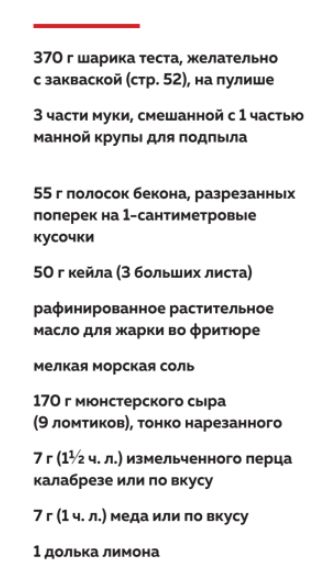 370 г шарика теста, желательно
с закваской (стр. 52), на пулише
3 части муки, смешанной с 1 частью
манной крупы для подпыла
55 г полосок бекона, разрезанных
поперек на 1-сантиметровые
кусочки
50 г кейла (3 больших листа)
рафинированное растительное
масло для жарки во фритюре
мелкая морская соль
170 г мюнстерского сыра
(9 ломтиков), тонко нарезанного
7 г (1½ ч. л.) измельченного перца
калабрезе или по вкусу
7 г (1 ч. л.) меда или по вкусу
1 долька лимона